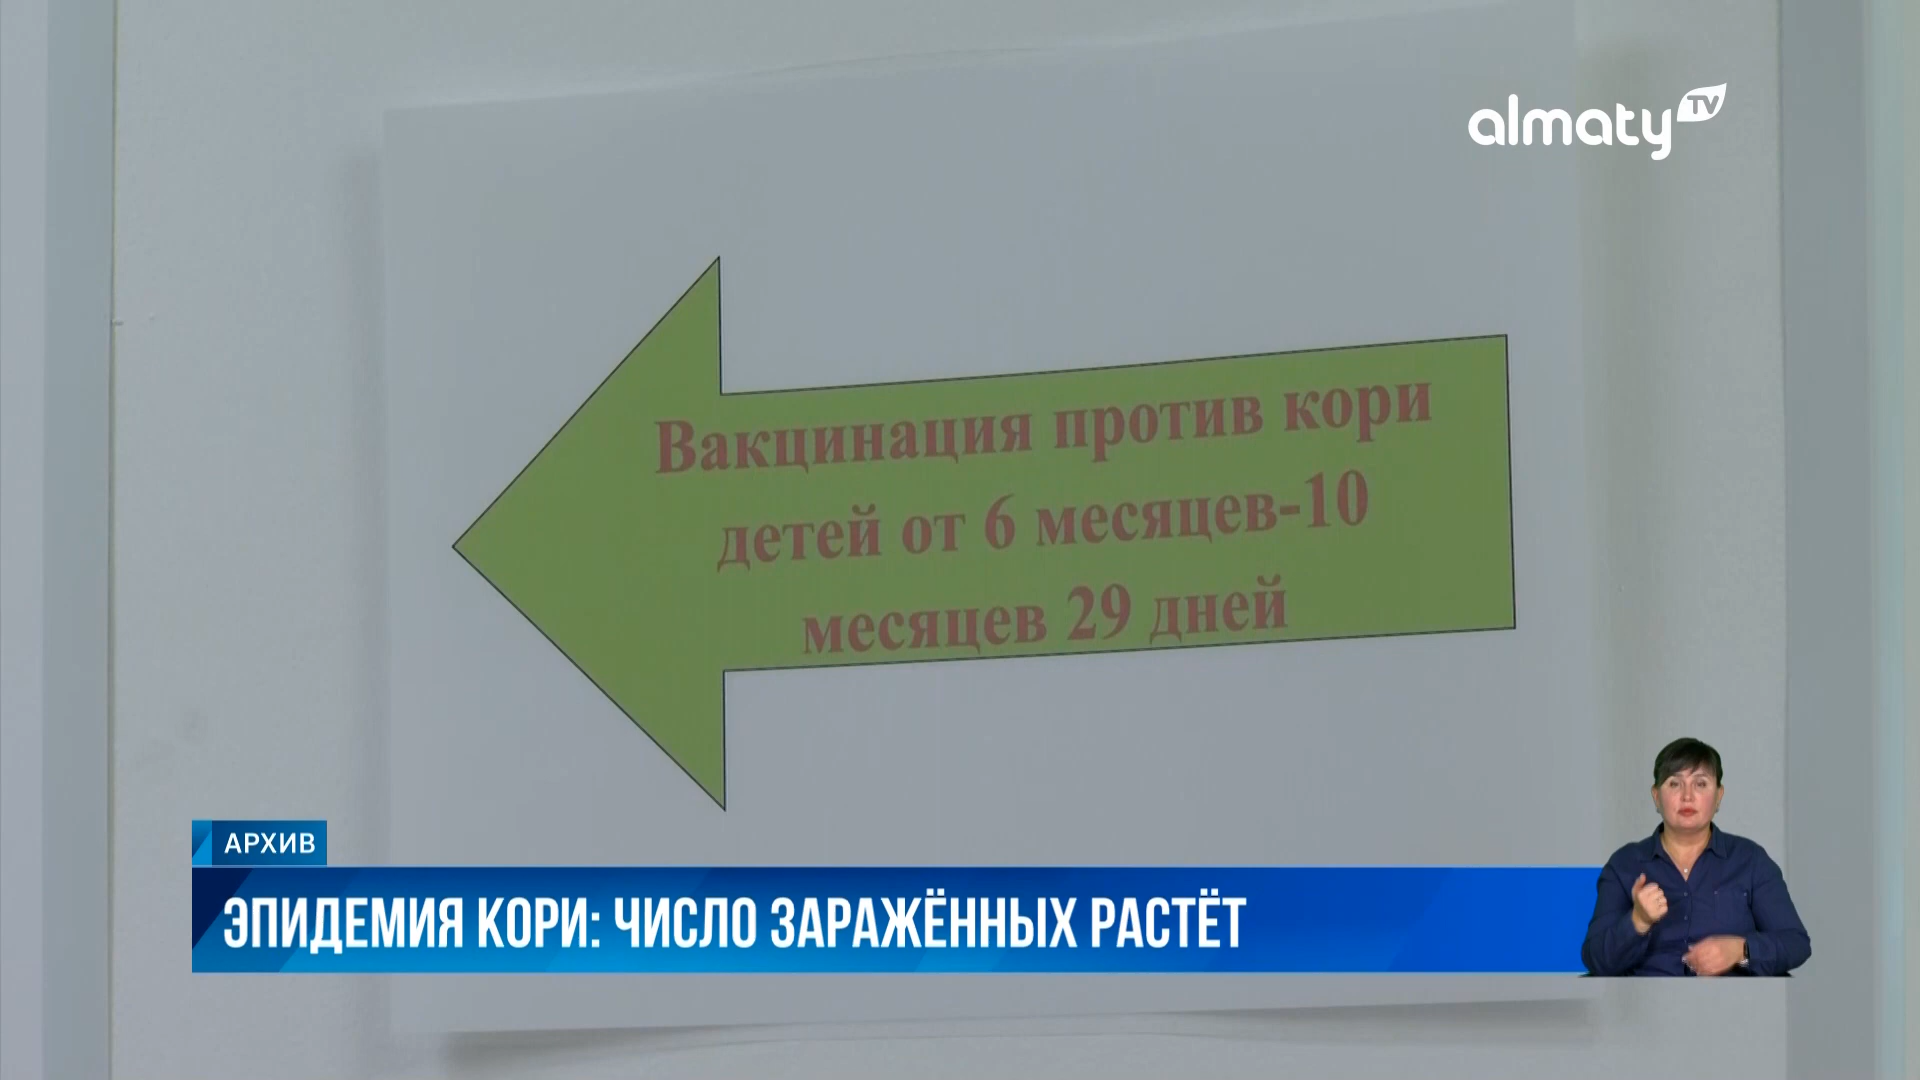 almaty TV
Вакцинация против кори
детей от 6 месяцев-10
месяцев 29 дней
АРХИВ
ЭПИДЕМИЯ КОРИ: ЧИСЛО ЗАРАЖЁННЫХ РАСТЁТ